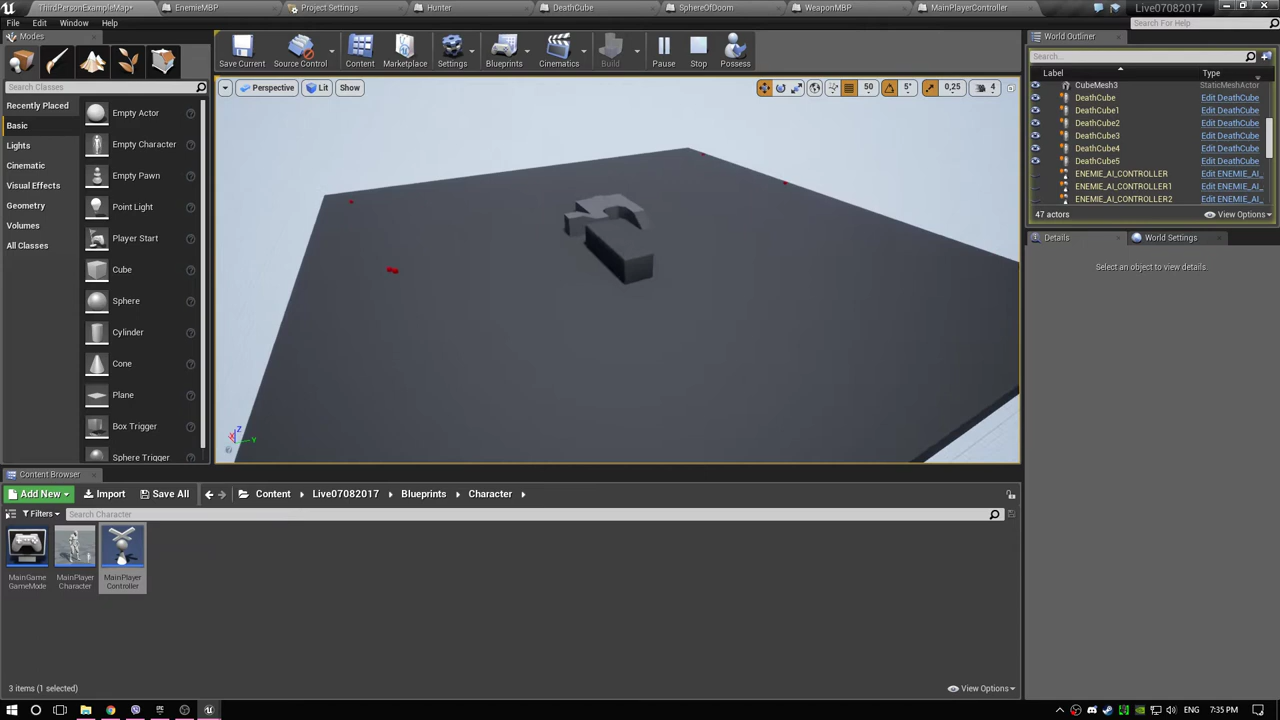 ThirdPersonExampleMap*
EnemieMBP
Project Settings
Hunter
DeathCube
SphereOfDoom
WeaponMBP
MainPlayerController
Live07082017
File Edit Window Help
Search For Help
Modes
Search Classes
Recently Placed
Basic
Lights
Cinematic
Visual Effects
Geometry
Volumes
All Classes
Empty Actor
Empty Character
Empty Pawn
Point Light
Player Start
Cube
Sphere
Cylinder
Cone
Plane
Box Trigger
Sphere Trigger
Save Current
Source Control
Content
Marketplace
Settings
Blueprints
Cinematics
Build
Pause
Stop
Possess
Perspective
Lit
Show
50
5°
0,25
4
Z
X
Y
World Outliner
Search...
Label Type
CubeMesh3 StaticMeshActor
DeathCube Edit DeathCube
DeathCube1 Edit DeathCube
DeathCube2 Edit DeathCube
DeathCube3 Edit DeathCube
DeathCube4 Edit DeathCube
DeathCube5 Edit DeathCube
ENEMIE_AI_CONTROLLER Edit ENEMIE_AI_
ENEMIE_AI_CONTROLLER1 Edit ENEMIE_AI_
ENEMIE_AI_CONTROLLER2 Edit ENEMIE_AI_
47 actors
View Options
Details
World Settings
Select an object to view details.
Content Browser
Add New
Import
Save All
Content
Live07082017
Blueprints
Character
Filters
Search Character
MainGame
GameMode
MainPlayer
Character
MainPlayer
Controller
3 items (1 selected)
View Options
ENG
7:35 PM